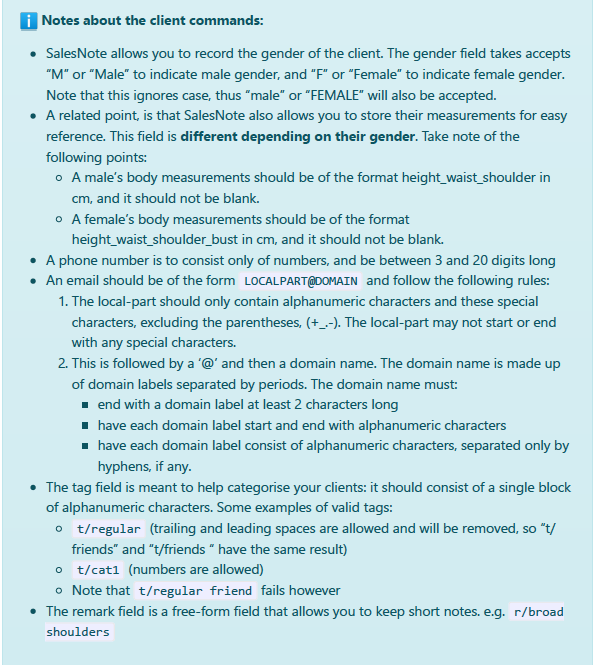 Notes about the client commands:
SalesNote allows you to record the gender of the client. The gender field takes accepts
“M” or “Male” to indicate male gender, and “F” or “Female” to indicate female gender.
Note that this ignores case, thus “male” or “FEMALE” will also be accepted.
A related point, is that SalesNote also allows you to store their measurements for easy
reference. This field is different depending on their gender. Take note of the
following points:
A male’s body measurements should be of the format height_waist_shoulder in
cm, and it should not be blank.
A female’s body measurements should be of the format
height_waist_shoulder_bust in cm, and it should not be blank.
A phone number is to consist only of numbers, and be between 3 and 20 digits long
An email should be of the form LOCALPART@DOMAIN and follow the following rules:
1. The local-part should only contain alphanumeric characters and these special
characters, excluding the parentheses, (+_.-). The local-part may not start or end
with any special characters.
2. This is followed by a ‘@’ and then a domain name. The domain name is made up
of domain labels separated by periods. The domain name must:
end with a domain label at least 2 characters long
have each domain label start and end with alphanumeric characters
have each domain label consist of alphanumeric characters, separated only by
hyphens, if any.
The tag field is meant to help categorise your clients: it should consist of a single block
of alphanumeric characters. Some examples of valid tags:
t/regular (trailing and leading spaces are allowed and will be removed, so “t/
friends” and “t/friends “ have the same result)
t/cat1 (numbers are allowed)
Note that t/regular friend fails however
The remark field is a free-form field that allows you to keep short notes. e.g. r/broad
shoulders